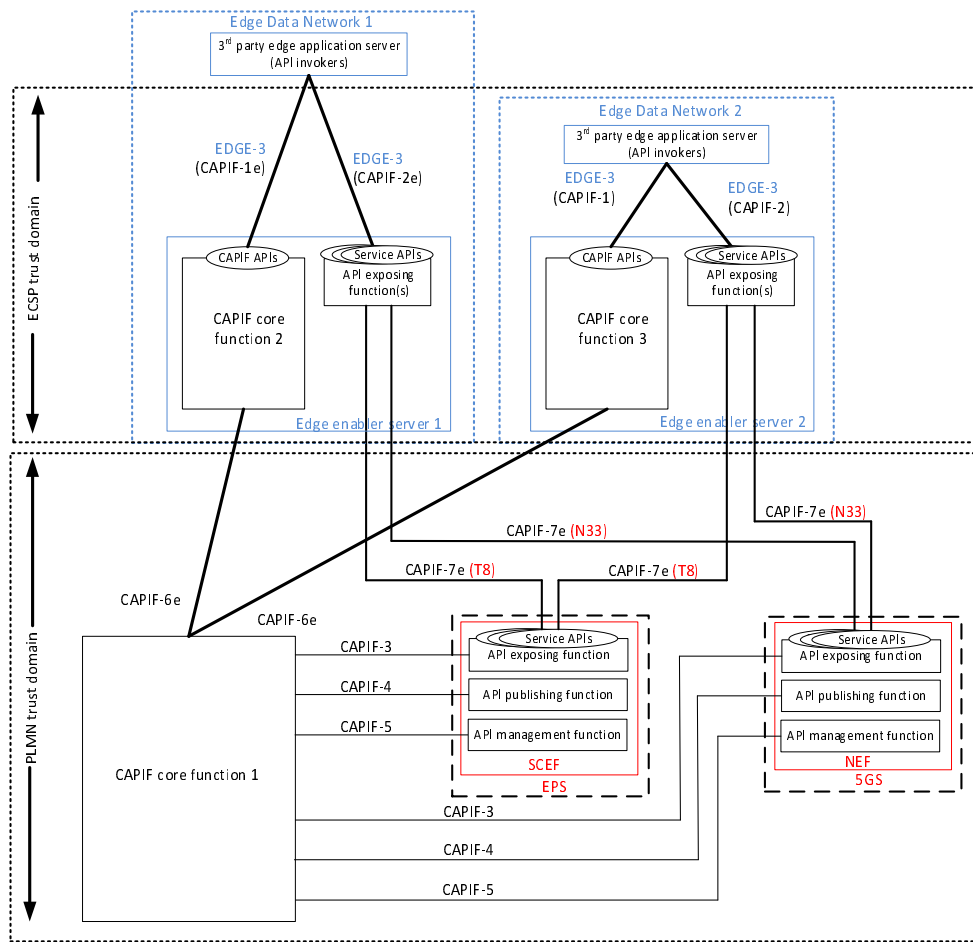 Edge Data Network 1
3rd party edge application server
(API invokers)
Edge Data Network 2
3rd party edge application server
(API invokers)
EDGE-3
(CAPIF-1e)
EDGE-3
(CAPIF-2e)
EDGE-3
(CAPIF-1)
EDGE-3
(CAPIF-2)
ECSP trust domain
CAPIF APIs
Service APIs
API exposing
function(s)
CAPIF core
function 2
Edge enabler server 1
CAPIF APIs
Service APIs
API exposing
function(s)
CAPIF core
function 3
Edge enabler server 2
PLMN trust domain
CAPIF-7e (N33)
CAPIF-7e (N33)
CAPIF-7e (T8)
CAPIF-7e (T8)
CAPIF-6e
CAPIF-6e
CAPIF core function 1
CAPIF-3
CAPIF-4
CAPIF-5
Service APIs
API exposing function
API publishing function
API management function
SCEF
EPS
Service APIs
API exposing function
API publishing function
API management function
NEF
5GS
CAPIF-3
CAPIF-4
CAPIF-5